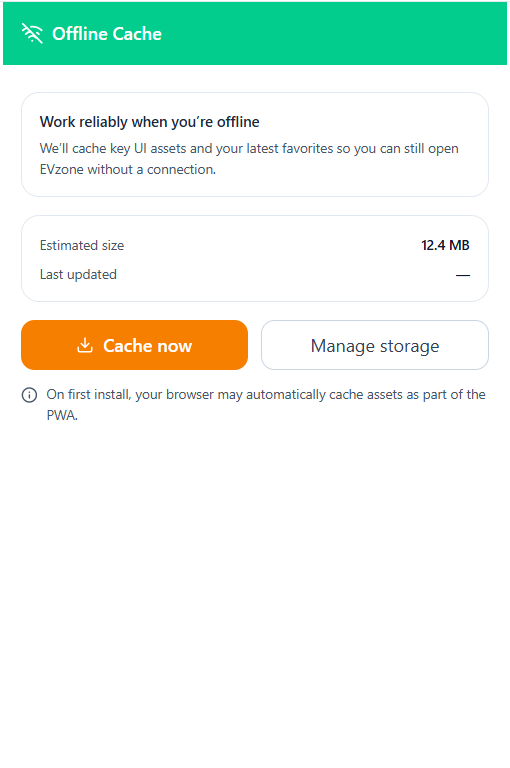 Offline Cache
Work reliably when you’re offline
We’ll cache key UI assets and your latest favorites so you can still open
EVzone without a connection.
Estimated size 12.4 MB
Last updated —
Cache now Manage storage
On first install, your browser may automatically cache assets as part of the
PWA.